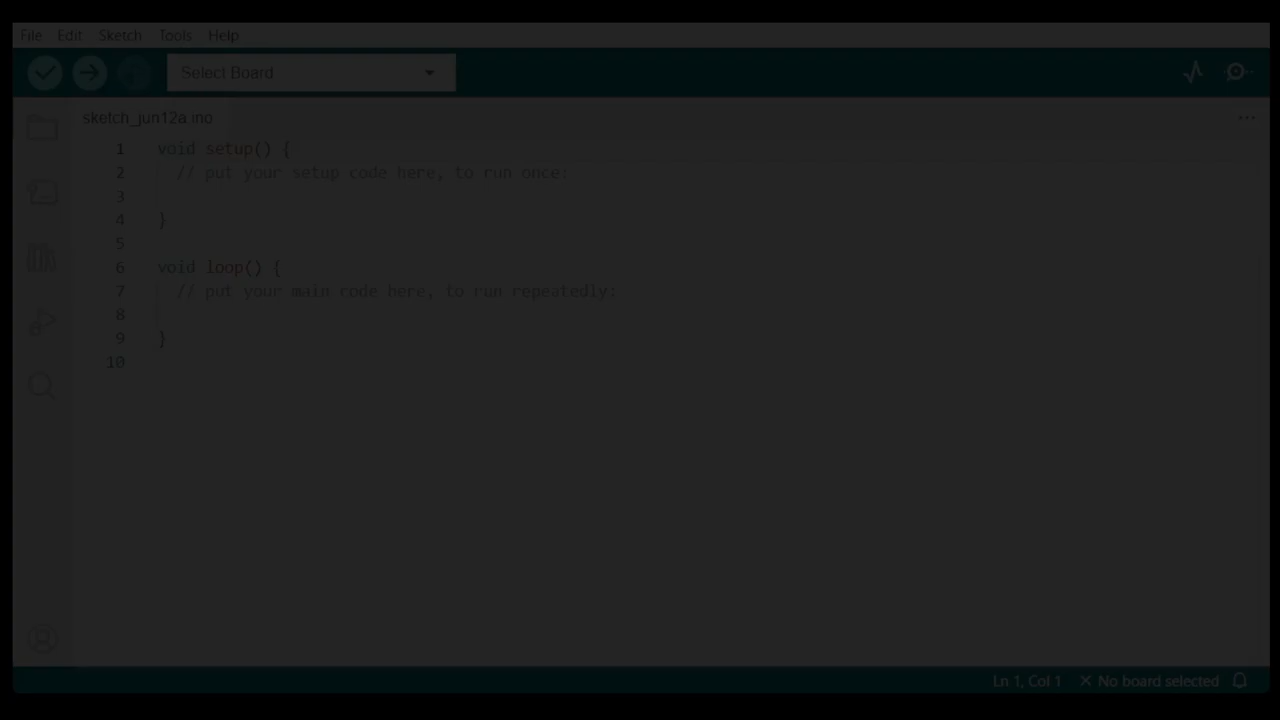 File Edit Sketch Tools Help
Select Board
sketch_jun12a.ino
1 void setup() {
2 // put your setup code here, to run once:
3
4 }
5
6 void loop() {
7 // put your main code here, to run repeatedly:
8
9 }
10
Ln 1, Col 1 × No board selected